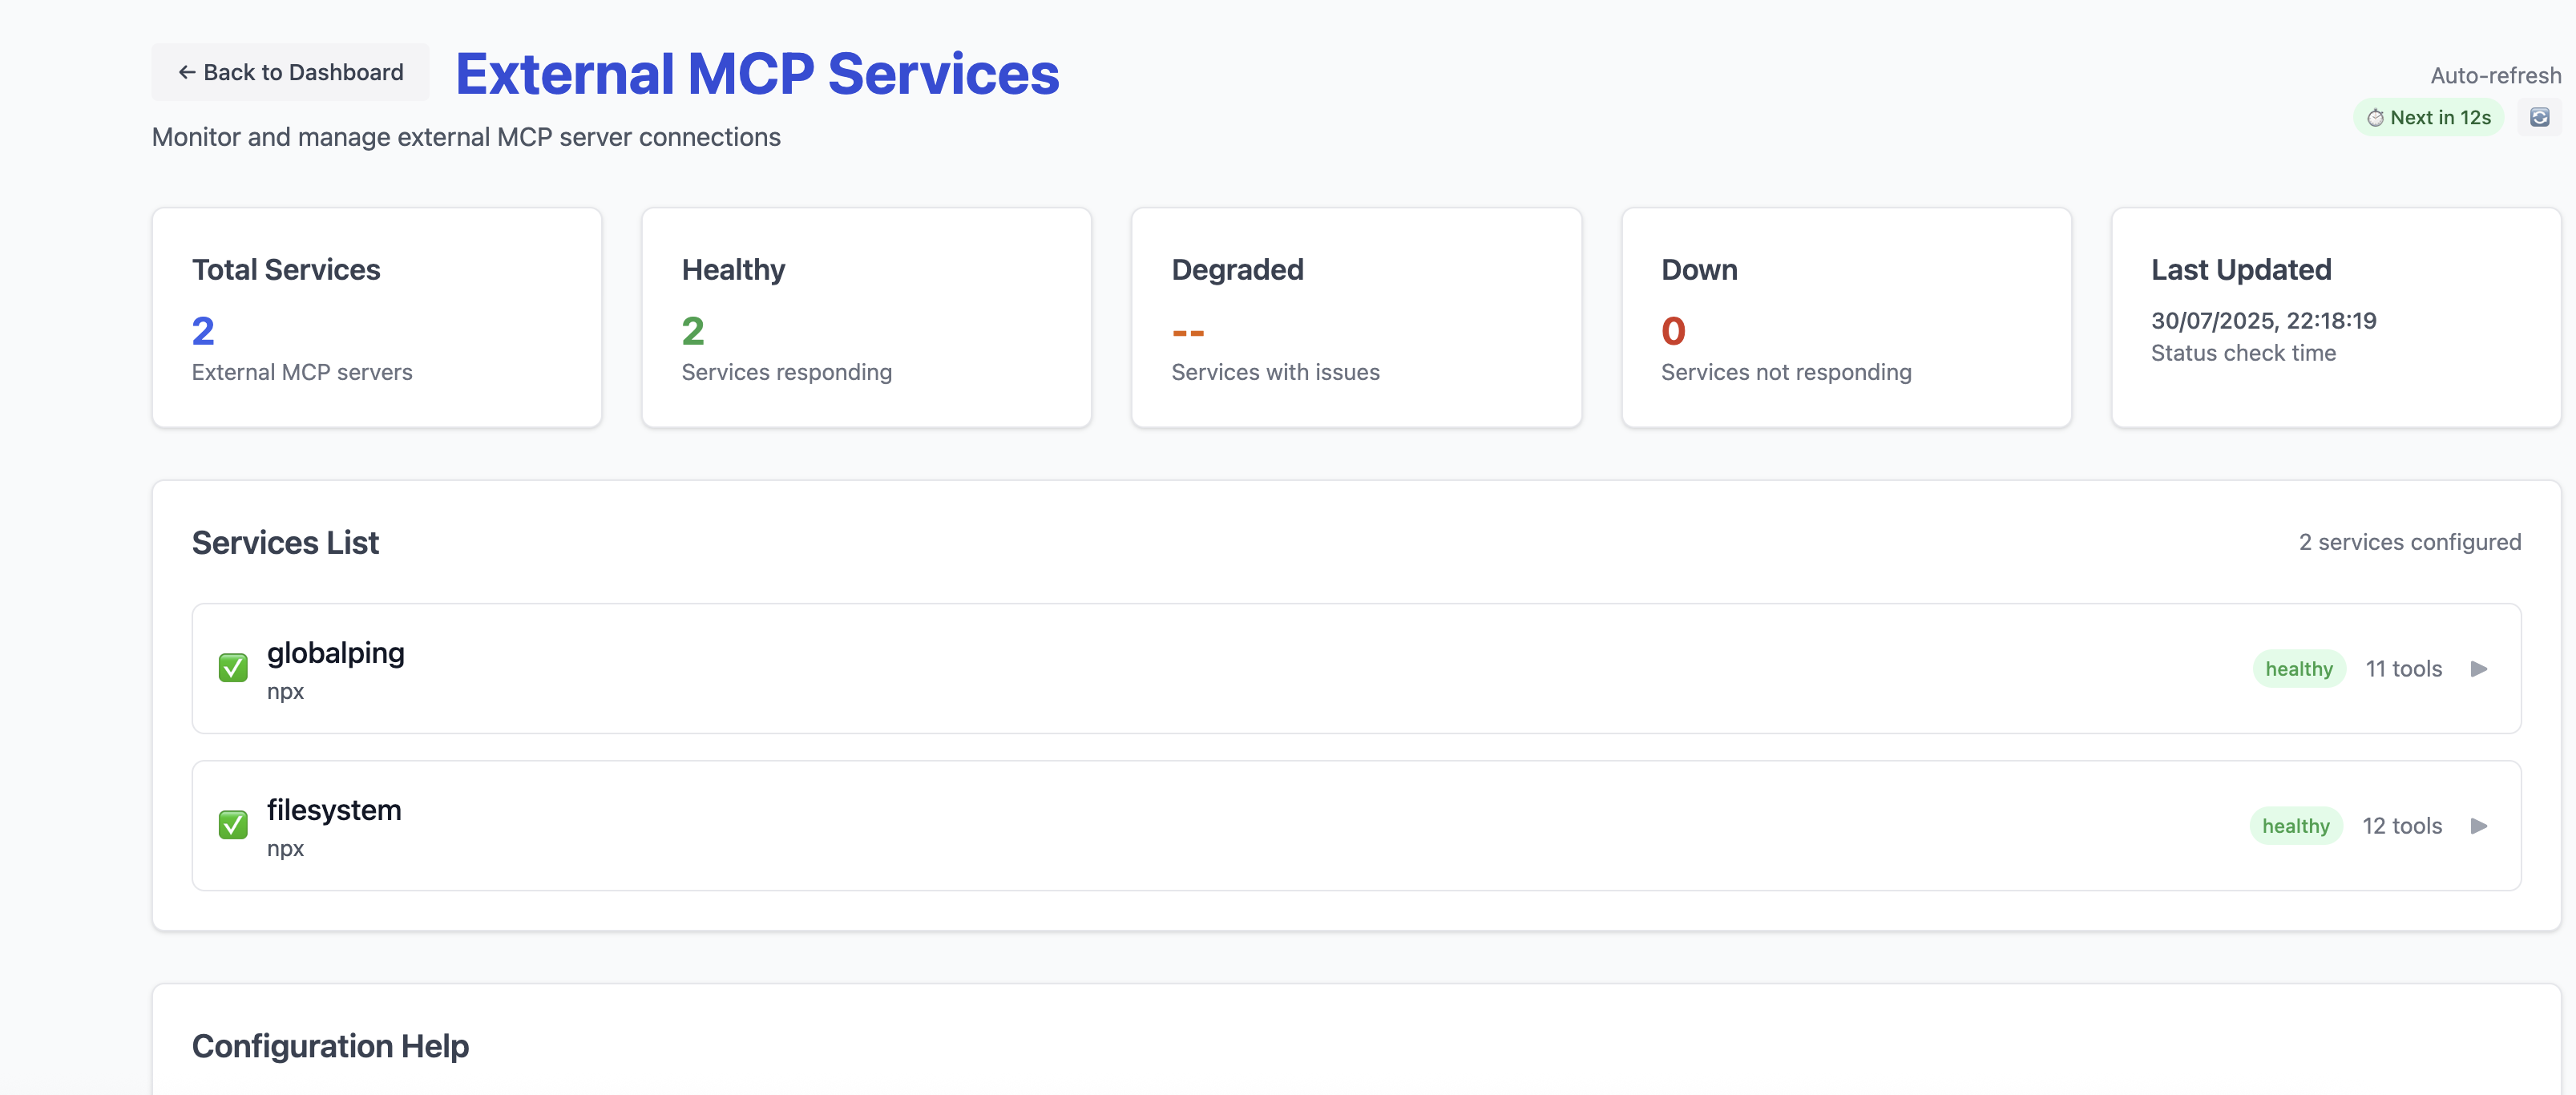 ← Back to Dashboard
External MCP Services
Monitor and manage external MCP server connections
Auto-refresh
Next in 12s
Total Services
2
External MCP servers
Healthy
2
Services responding
Degraded
--
Services with issues
Down
0
Services not responding
Last Updated
30/07/2025, 22:18:19
Status check time
Services List
2 services configured
globalping
npx
healthy
11 tools
filesystem
npx
healthy
12 tools
Configuration Help